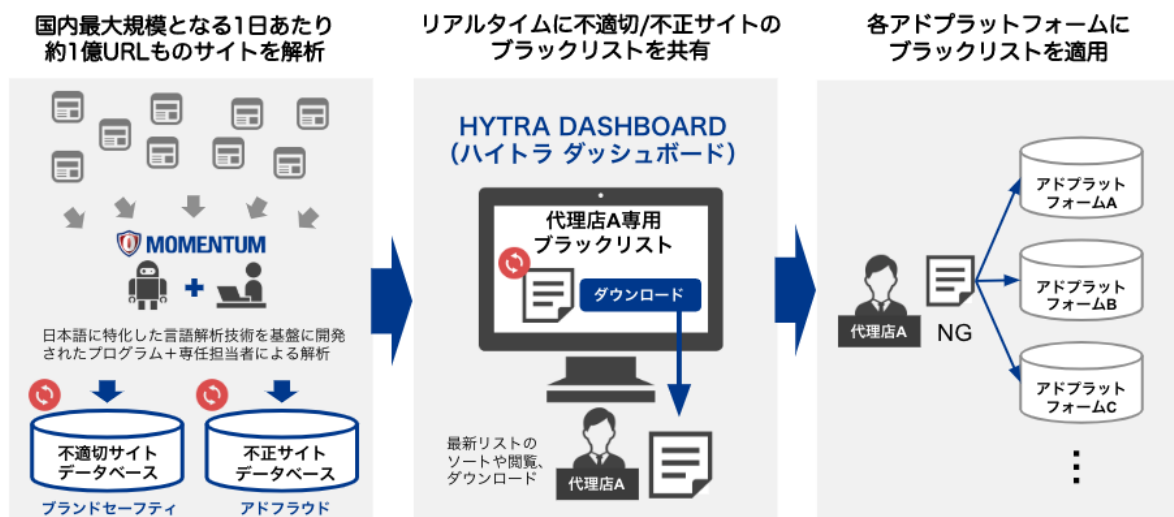 国内最大規模となる1日あたり
約1億URLものサイトを解析
MOMENTUM
日本語に特化した言語解析技術を基盤に開発
されたプログラム＋専任担当者による解析
不適切サイト
データベース
ブランドセーフティ
不正サイト
データベース
アドフラウド
リアルタイムに不適切/不正サイトの
ブラックリストを共有
HYTRA DASHBOARD
（ハイトラ ダッシュボード）
代理店A専用
ブラックリスト
ダウンロード
最新リストの
ソートや閲覧、
ダウンロード
代理店A
各アドプラットフォームに
ブラックリストを適用
代理店A
NG
アドプラット
フォームA
アドプラット
フォームB
アドプラット
フォームC